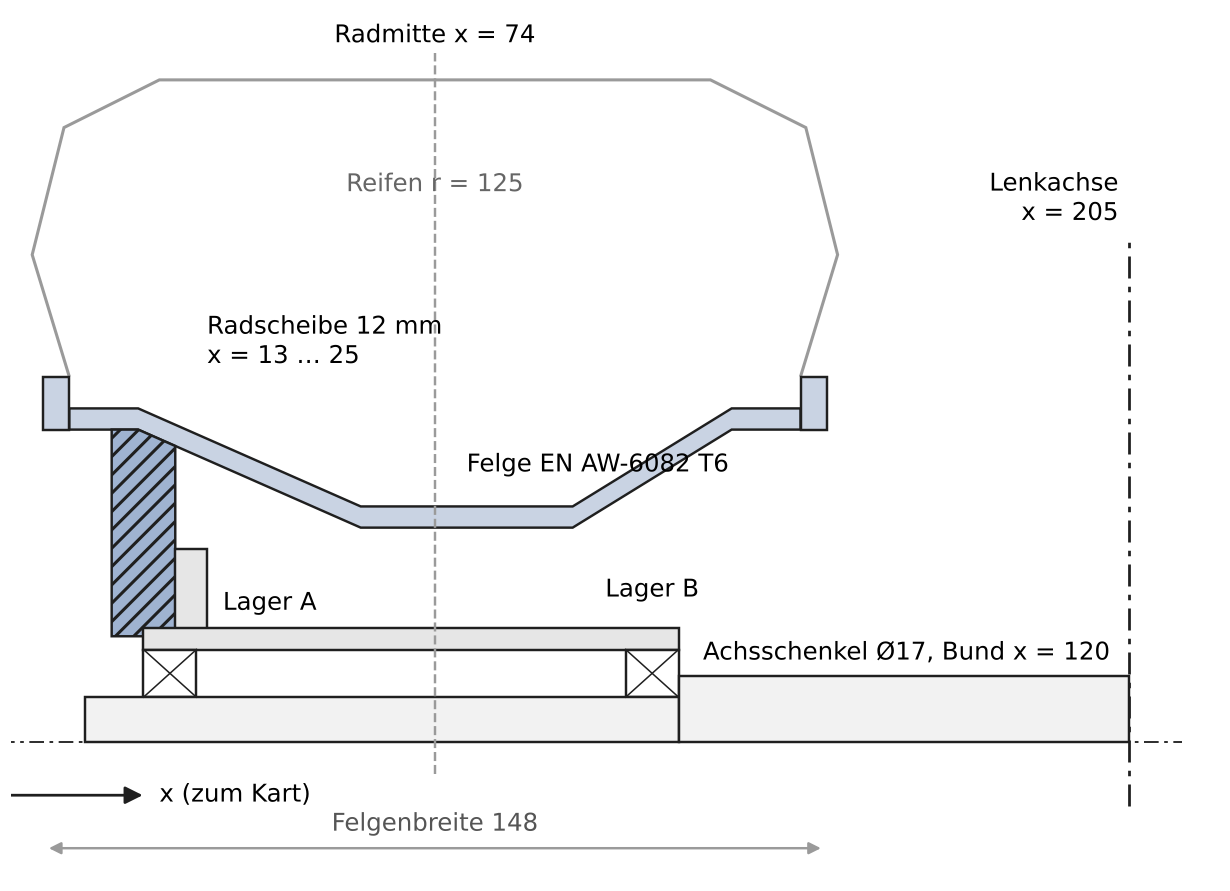 Radmitte x = 74
Reifen r = 125
Lenkachse
x = 205
Radscheibe 12 mm
x = 13 … 25
Felge EN AW-6082 T6
Lager A
Lager B
Achsschenkel Ø17, Bund x = 120
x (zum Kart)
Felgenbreite 148